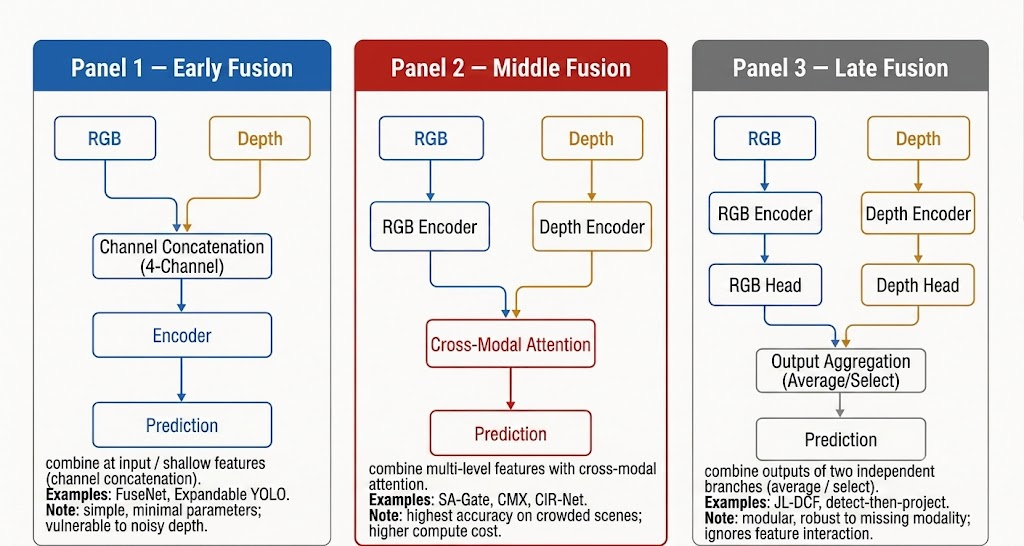 Panel 1 — Early Fusion
RGB
Depth
Channel Concatenation
(4-Channel)
Encoder
Prediction
combine at input / shallow features
(channel concatenation).
Examples: FuseNet, Expandable YOLO.
Note: simple, minimal parameters;
vulnerable to noisy depth.
Panel 2 — Middle Fusion
RGB
Depth
RGB Encoder
Depth Encoder
Cross-Modal Attention
Prediction
combine multi-level features with cross-modal
attention.
Examples: SA-Gate, CMX, CIR-Net.
Note: highest accuracy on crowded scenes;
higher compute cost.
Panel 3 — Late Fusion
RGB
Depth
RGB Encoder
Depth Encoder
RGB Head
Depth Head
Output Aggregation
(Average/Select)
Prediction
combine outputs of two independent
branches (average / select).
Examples: JL-DCF, detect-then-project.
Note: modular, robust to missing modality;
ignores feature interaction.